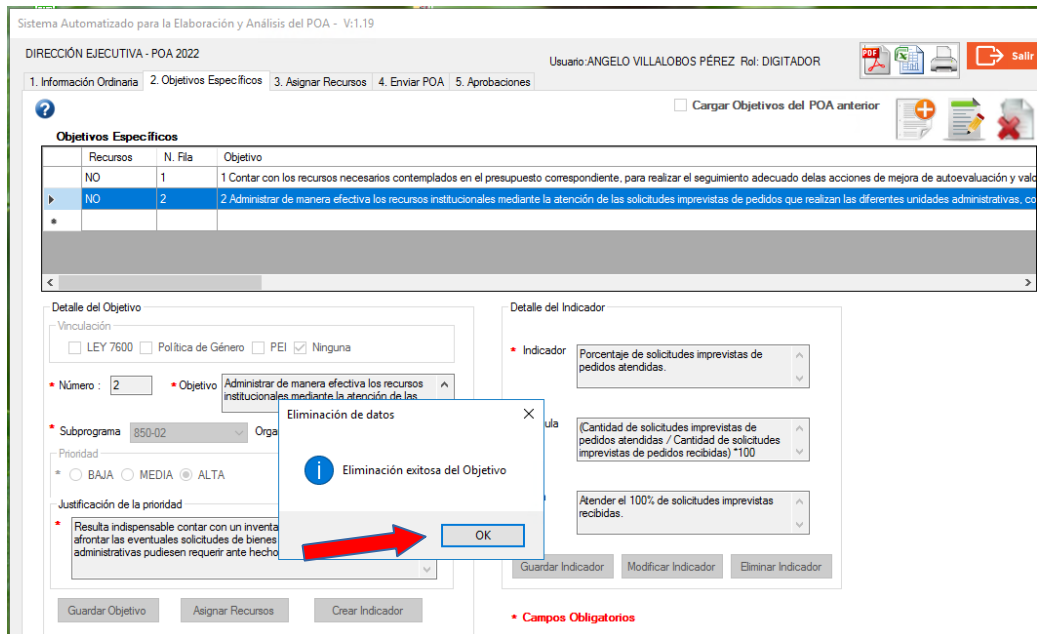 Sistema Automatizado para la Elaboración y Análisis del POA - V:1.19
DIRECCIÓN EJECUTIVA - POA 2022
Usuario:ANGELO VILLALOBOS PÉREZ Rol: DIGITADOR
PDF
Salir
1. Información Ordinaria 2. Objetivos Específicos 3. Asignar Recursos 4. Enviar POA 5. Aprobaciones
Cargar Objetivos del POA anterior
Objetivos Específicos
Recursos N. Fila Objetivo
NO 1 1 Contar con los recursos necesarios contemplados en el presupuesto correspondiente, para realizar el seguimiento adecuado delas acciones de mejora de autoevaluación y valo
NO 2 2 Administrar de manera efectiva los recursos institucionales mediante la atención de las solicitudes imprevistas de pedidos que realizan las diferentes unidades administrativas, co
Detalle del Objetivo
Vinculación
LEY 7600 Política de Género PEI Ninguna
* Número : 2 * Objetivo Administrar de manera efectiva los recursos
institucionales mediante la atención de las
* Subprograma 850-02 Orga
Prioridad
* BAJA MEDIA ALTA
Justificación de la prioridad
* Resulta indispensable contar con un inventa
afrontar las eventuales solicitudes de bienes
administrativas pudiesen requerir ante hecho
Guardar Objetivo Asignar Recursos Crear Indicador
Eliminación de datos
Eliminación exitosa del Objetivo
OK
Detalle del Indicador
* Indicador Porcentaje de solicitudes imprevistas de
pedidos atendidas.
ula (Cantidad de solicitudes imprevistas de
pedidos atendidas / Cantidad de solicitudes
imprevistas de pedidos recibidas) *100
Atender el 100% de solicitudes imprevistas
recibidas.
Guardar Indicador Modificar Indicador Eliminar Indicador
* Campos Obligatorios